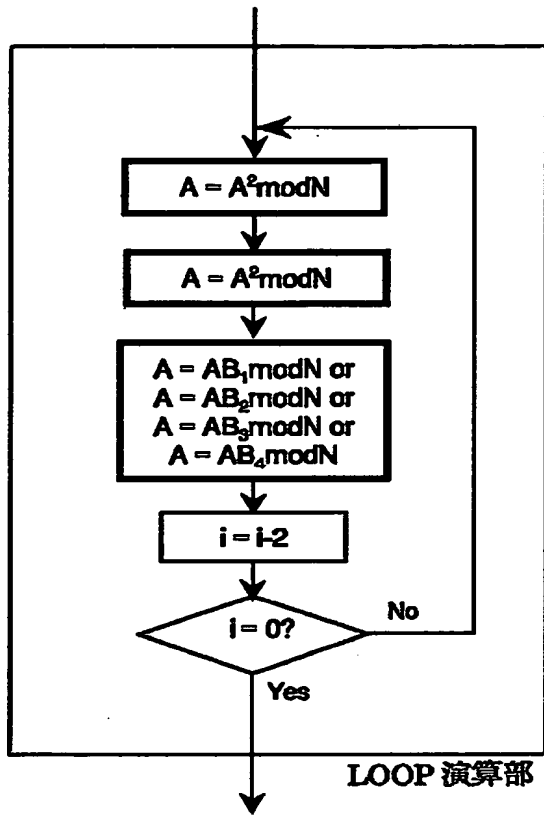 A = A²modN
A = A²modN
A = AB₁modN or
A = AB₂modN or
A = AB₃modN or
A = AB₄modN
i = i-2
i = 0?
No
Yes
LOOP 演算部